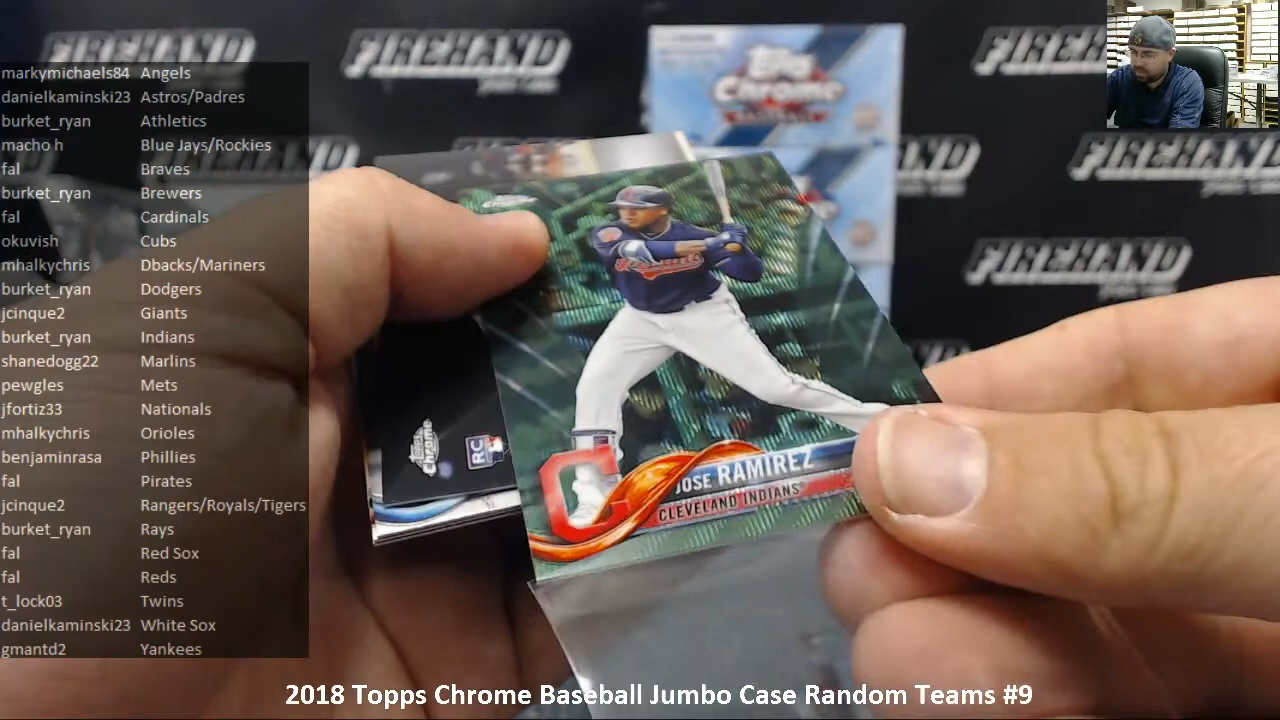 FIREHAND
FIREHAND
FIREHAND
FIREHAND
FIREHAND
FIREHAND
Topps
Chrome
BASEBALL
markymichaels84 Angels
danielkaminski23 Astros/Padres
burket_ryan Athletics
macho h Blue Jays/Rockies
fal Braves
burket_ryan Brewers
fal Cardinals
okuvish Cubs
mhalkychris Dbacks/Mariners
burket_ryan Dodgers
jcinque2 Giants
burket_ryan Indians
shanedogg22 Marlins
pewgles Mets
jfortiz33 Nationals
mhalkychris Orioles
benjaminrasa Phillies
fal Pirates
jcinque2 Rangers/Royals/Tigers
burket_ryan Rays
fal Red Sox
fal Reds
t_lock03 Twins
danielkaminski23 White Sox
gmantd2 Yankees
Indians
Topps
Chrome
RC
C
JOSE RAMIREZ
CLEVELAND INDIANS
2018 Topps Chrome Baseball Jumbo Case Random Teams #9